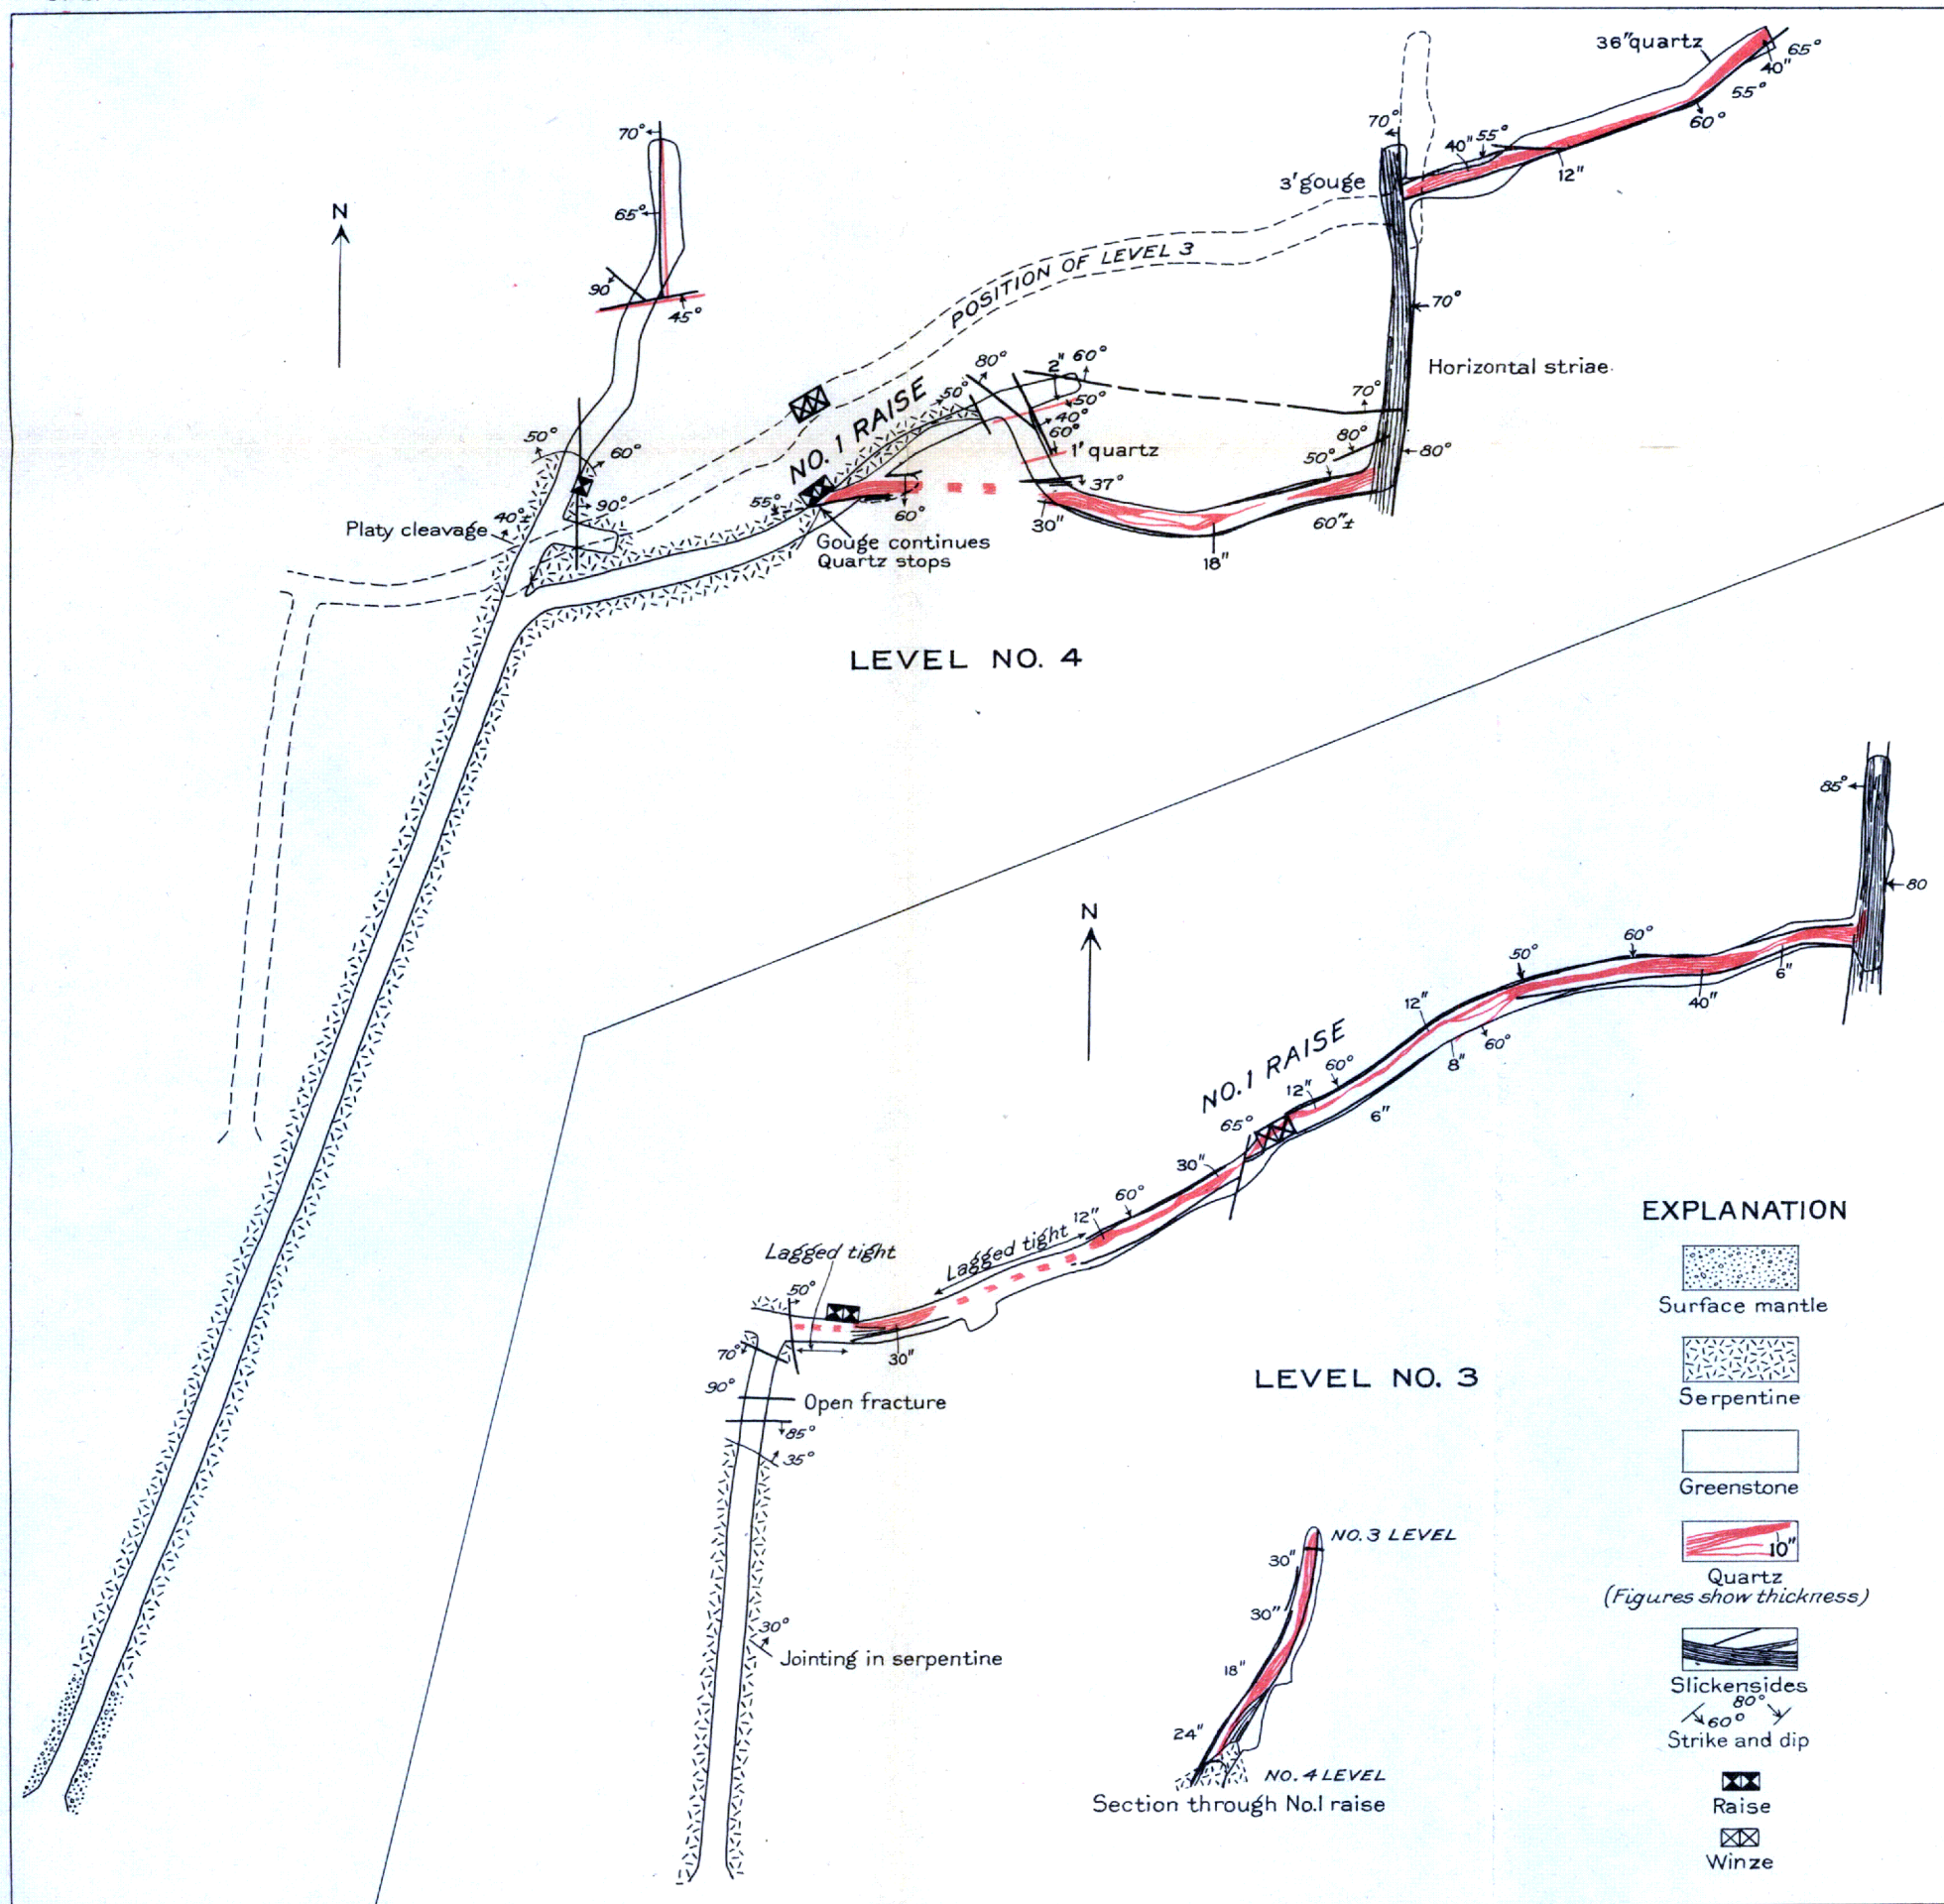 36"quartz
65°
40"
55°
60°
70°
40"
55°
12"
3'gouge
70°
65°
N
90
45°
POSITION OF LEVEL 3
70°
Horizontal striae
80°
2"
60°
50°
NO. 1 RAISE
50°
40°
60°
1' quartz
70°
80°
80°
50°
37°
50°
60°
90°
40°±
Platy cleavage
55°
60°
30"
60"±
18"
Gouge continues
Quartz stops
LEVEL NO. 4
85°
80
N
60°
50°
6"
40"
12"
60°
8"
NO.1 RAISE
60°
12"
6"
65°
30"
60°
12"
Lagged tight
Lagged tight
50°
30"
70°
90°
Open fracture
85°
35°
LEVEL NO. 3
30°
Jointing in serpentine
NO. 3 LEVEL
30"
30"
18"
24"
NO. 4 LEVEL
Section through No.1 raise
EXPLANATION
Surface mantle
Serpentine
Greenstone
10"
Quartz
(Figures show thickness)
Slickensides
80°
60°
Strike and dip
Raise
Winze